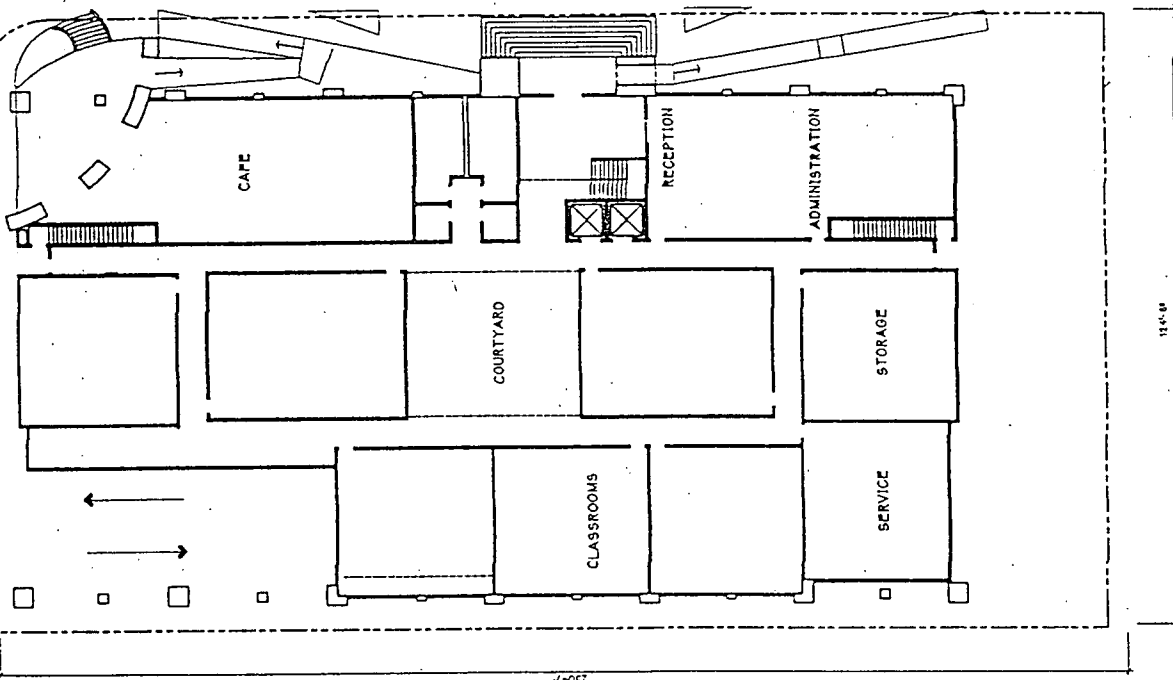 CAFE
RECEPTION
ADMINISTRATION
COURTYARD
STORAGE
CLASSROOMS
SERVICE